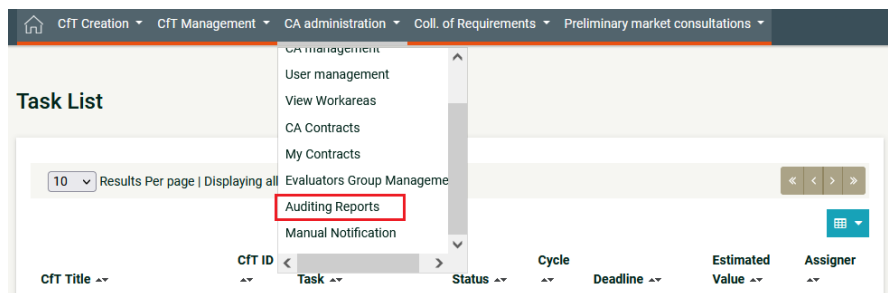 CfT Creation CfT Management CA administration Coll. of Requirements Preliminary market consultations
CA management
User management
Task List
View Workareas
CA Contracts
My Contracts
10 Results Per page | Displaying all
Evaluators Group Manageme
Auditing Reports
Manual Notification
CfT Title CfT ID Task Status Cycle Deadline Estimated Value Assigner